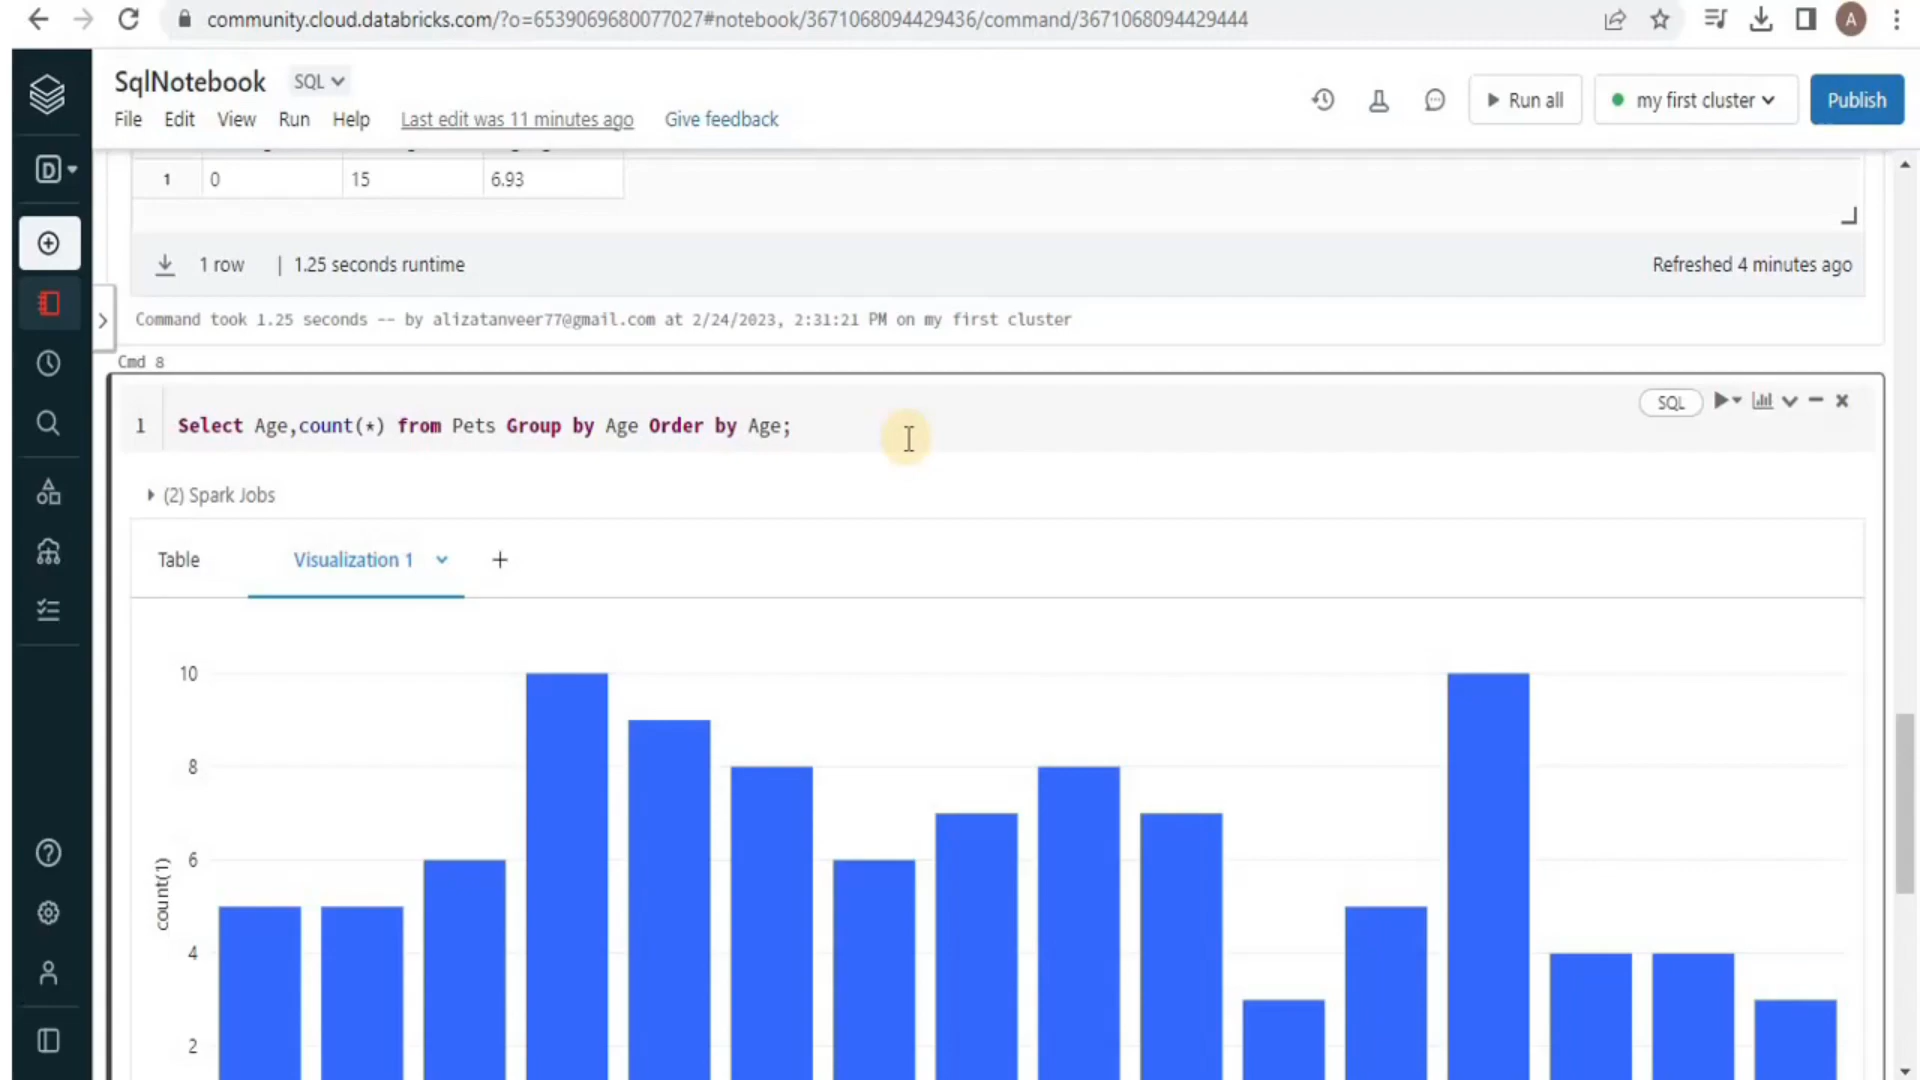 community.cloud.databricks.com/?o=6539069680077027#notebook/3671068094429436/command/3671068094429444
A
SqlNotebook SQL
File Edit View Run Help Last edit was 11 minutes ago Give feedback
Run all my first cluster Publish
D
1 0 15 6.93
1 row | 1.25 seconds runtime Refreshed 4 minutes ago
Command took 1.25 seconds -- by alizatanveer77@gmail.com at 2/24/2023, 2:31:21 PM on my first cluster
Cmd 8
SQL
1 Select Age,count(*) from Pets Group by Age Order by Age;
(2) Spark Jobs
Table Visualization 1 +
10
8
6
4
2
count(1)